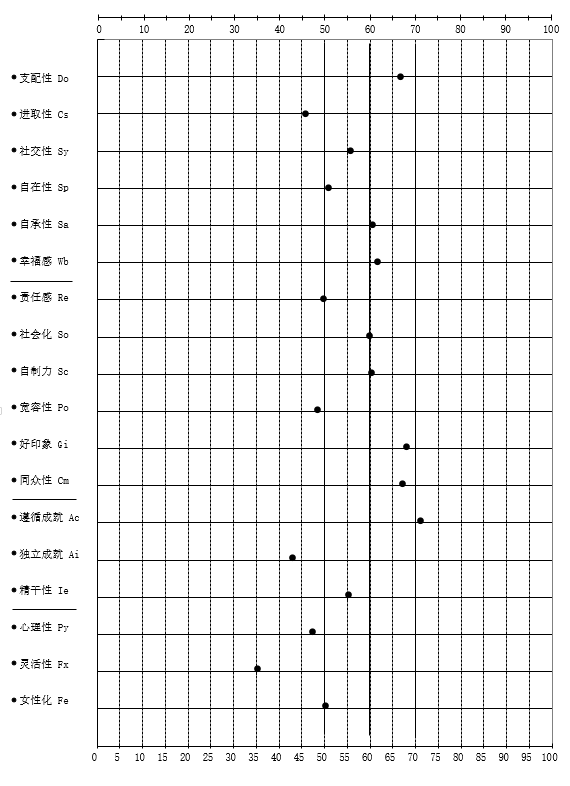 0 10 20 30 40 50 60 70 80 90 100
● 支配性 Do
● 进取性 Cs
● 社交性 Sy
● 自在性 Sp
● 自承性 Sa
● 幸福感 Wb
● 责任感 Re
● 社会化 So
● 自制力 Sc
● 宽容性 Po
● 好印象 Gi
● 同众性 Cm
● 遵循成就 Ac
● 独立成就 Ai
● 精干性 Ie
● 心理性 Py
● 灵活性 Fx
● 女性化 Fe
0 5 10 15 20 25 30 35 40 45 50 55 60 65 70 75 80 85 90 95 100